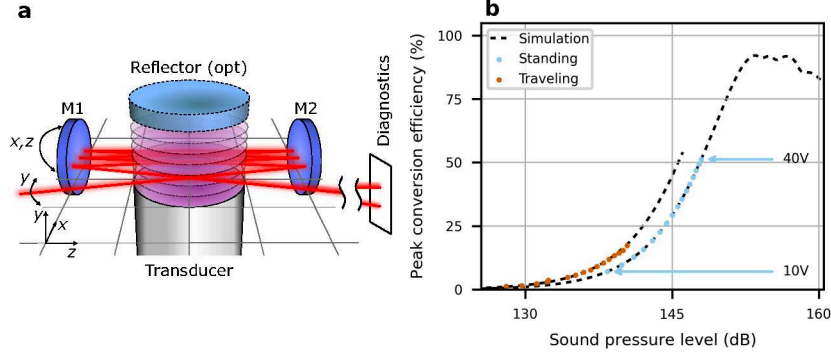 a
Reflector (opt)
M1
M2
Diagnostics
x,z
y
y
x
z
Transducer
b
Peak conversion efficiency (%)
100
75
50
25
0
Simulation
Standing
Traveling
40V
10V
130
145
160
Sound pressure level (dB)